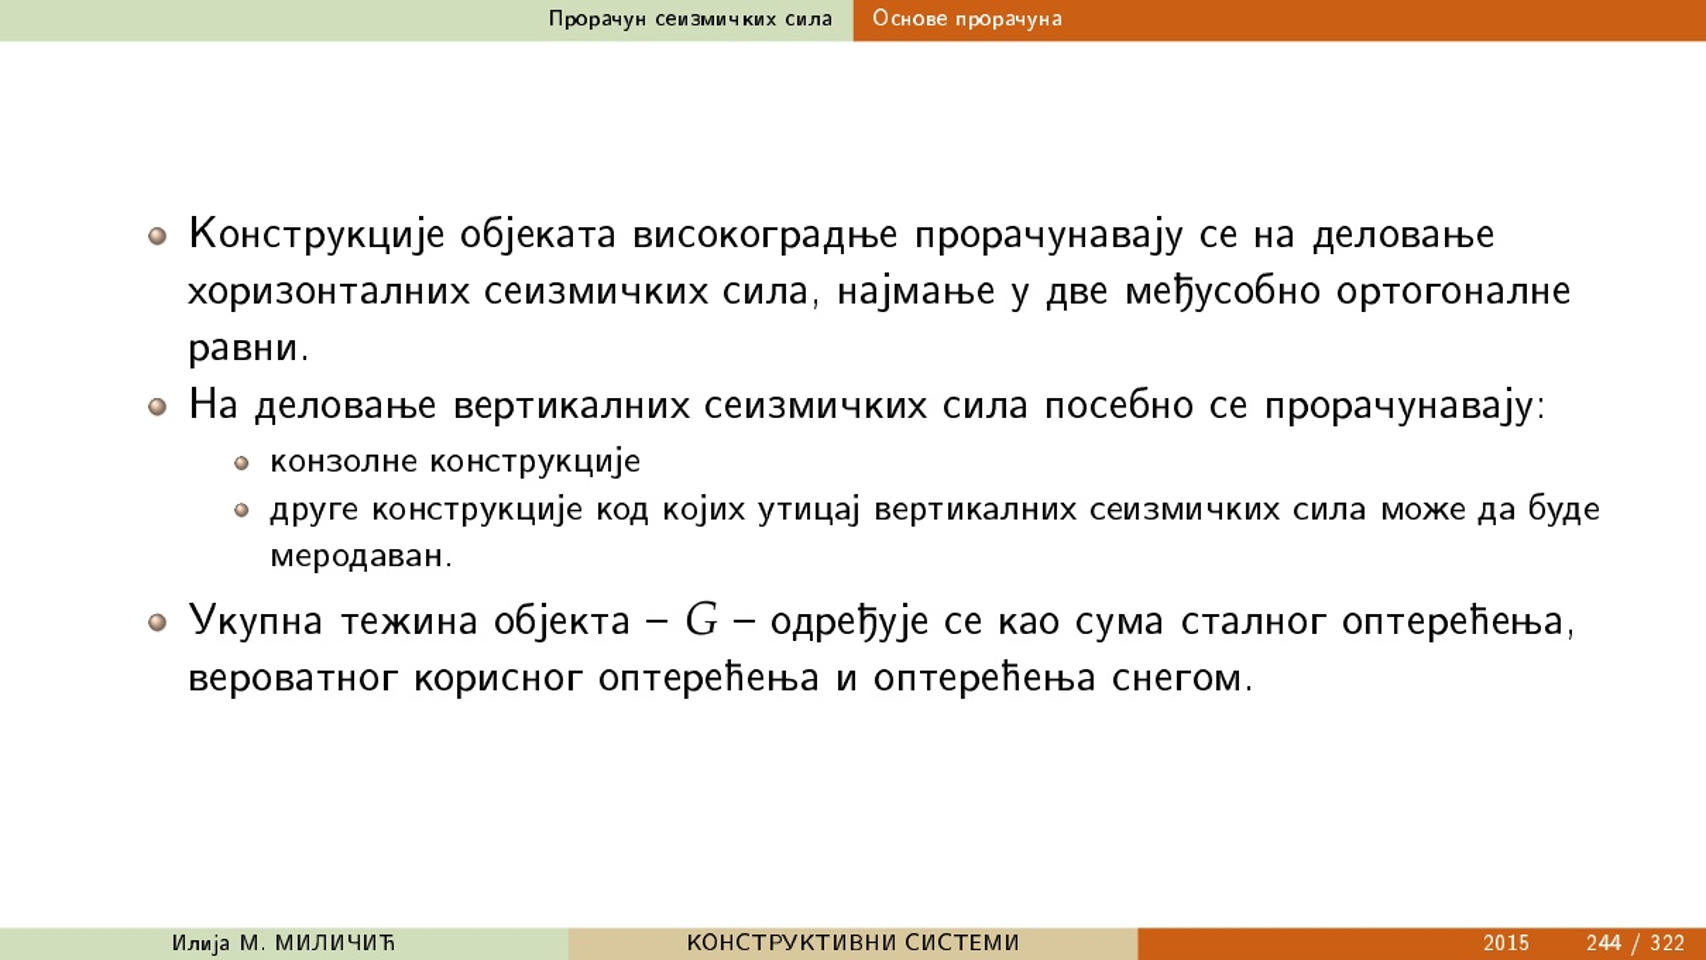 Прорачун сеизмичких сила Основе прорачуна
Конструкције објеката високоградње прорачунавају се на деловање
хоризонталних сеизмичких сила, најмање у две међусобно ортогоналне
равни.
На деловање вертикалних сеизмичких сила посебно се прорачунавају:
конзолне конструкције
друге конструкције код којих утицај вертикалних сеизмичких сила може да буде
меродаван.
Укупна тежина објекта – G – одређује се као сума сталног оптерећења,
вероватног корисног оптерећења и оптерећења снегом.
Илија М. МИЛИЧИЋ КОНСТРУКТИВНИ СИСТЕМИ 2015 244 / 322